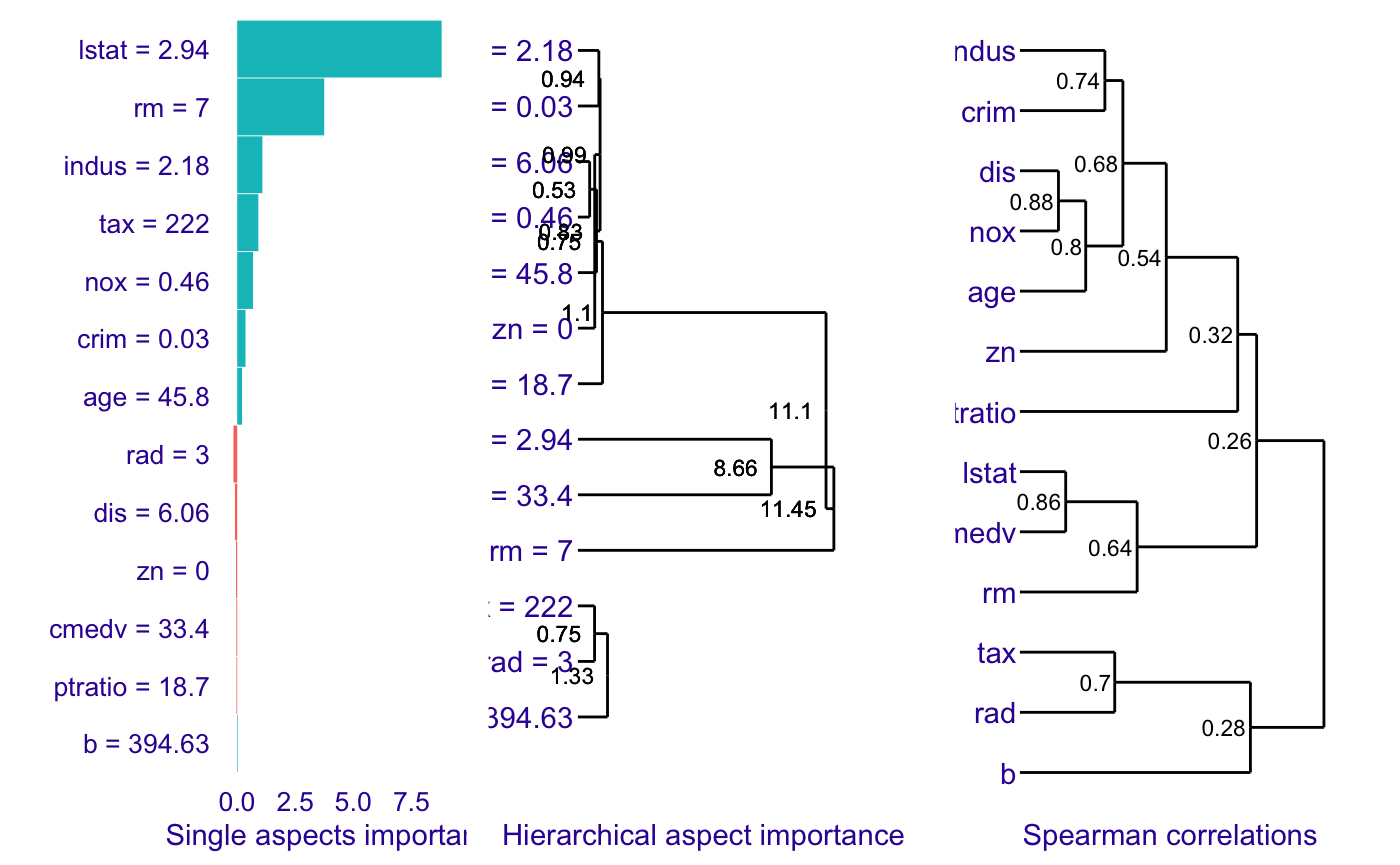 lstat = 2.94
rm = 7
indus = 2.18
tax = 222
nox = 0.46
crim = 0.03
age = 45.8
rad = 3
dis = 6.06
zn = 0
cmedv = 33.4
ptratio = 18.7
b = 394.63
0.0 2.5 5.0 7.5
Single aspects importa
= 2.18
0.94
= 0.03
0.99
= 6.06
0.53
= 0.46
0.83
0.75
= 45.8
1.1
zn = 0
= 18.7
11.1
= 2.94
8.66
= 33.4
11.45
rm = 7
= 222
0.75
rad = 3
1.33
394.63
Hierarchical aspect importance
ndus
0.74
crim
0.68
dis
0.88
nox
0.8
0.54
age
0.32
zn
tratio
0.26
lstat
0.86
medv
0.64
rm
tax
0.7
rad
0.28
b
Spearman correlations